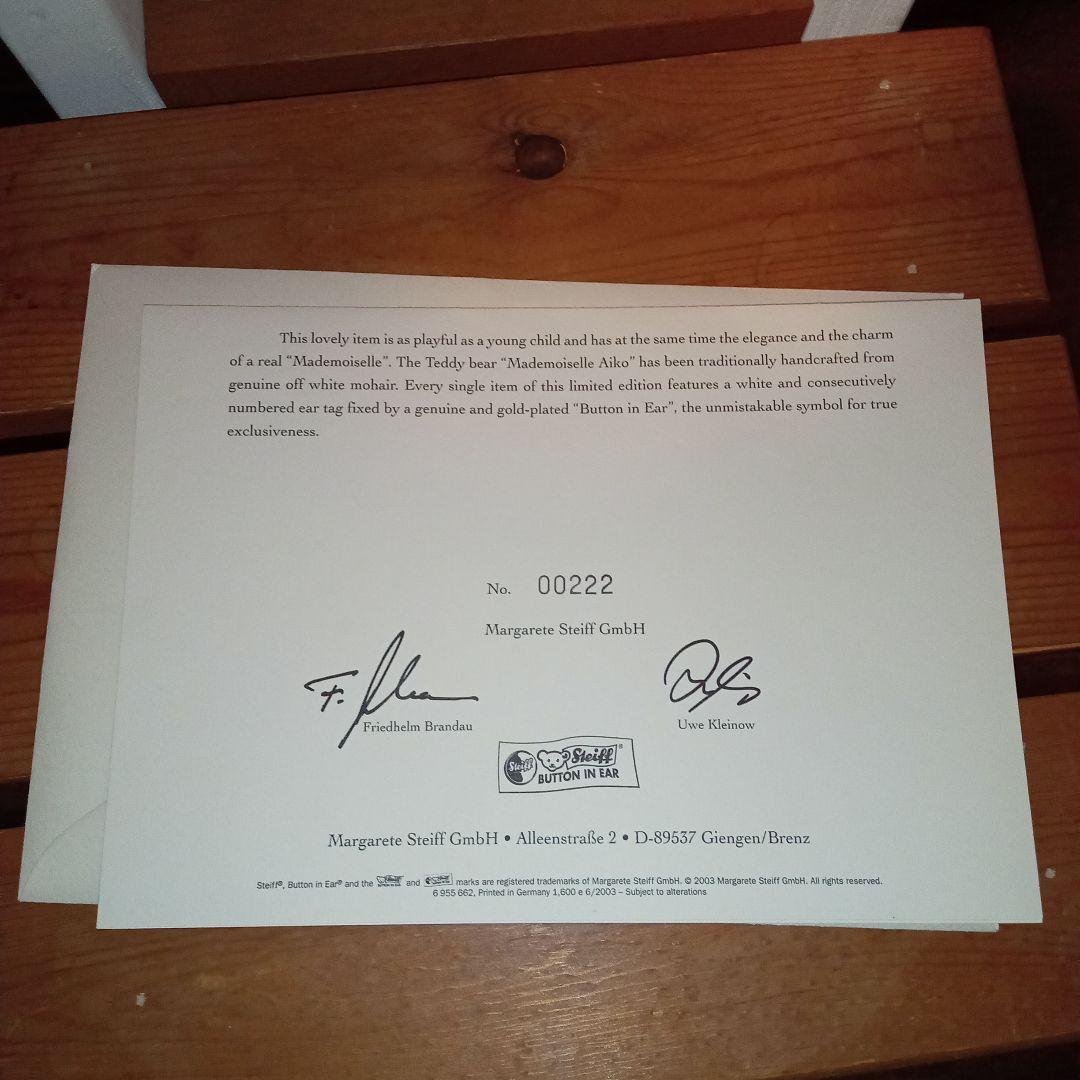 This lovely item is as playful as a young child and has at the same time the elegance and the charm
of a real “Mademoiselle”. The Teddy bear “Mademoiselle Aiko” has been traditionally handcrafted from
genuine off white mohair. Every single item of this limited edition features a white and consecutively
numbered ear tag fixed by a genuine and gold-plated “Button in Ear”, the unmistakable symbol for true
exclusiveness.
No. 00222
Margarete Steiff GmbH
F.
Friedhelm Brandau
Uwe Kleinow
Steiff Steiff®
BUTTON IN EAR
Margarete Steiff GmbH • Alleenstraße 2 • D-89537 Giengen/Brenz
Steiff®, Button in Ear® and the and marks are registered trademarks of Margarete Steiff GmbH. © 2003 Margarete Steiff GmbH. All rights reserved.
6 955 662, Printed in Germany 1,600 e 6/2003 – Subject to alterations